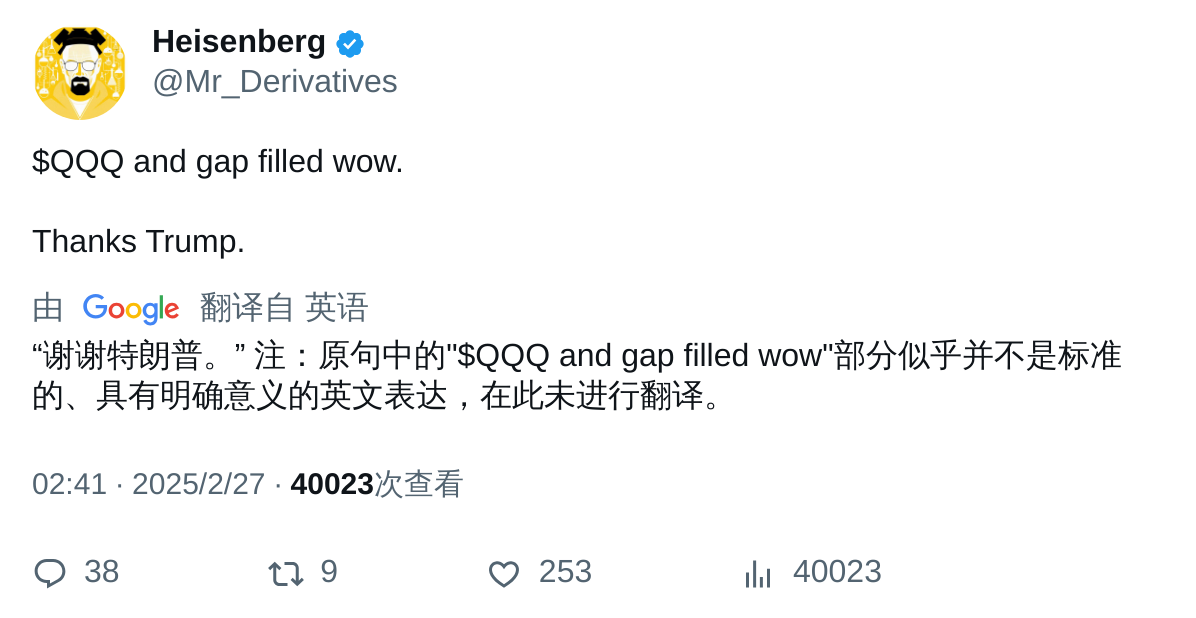 Heisenberg
@Mr_Derivatives
$QQQ and gap filled wow.
Thanks Trump.
由 Google 翻译自 英语
“谢谢特朗普。” 注：原句中的"$QQQ and gap filled wow"部分似乎并不是标准
的、具有明确意义的英文表达，在此未进行翻译。
02:41 · 2025/2/27 · 40023次查看
38 9 253 40023